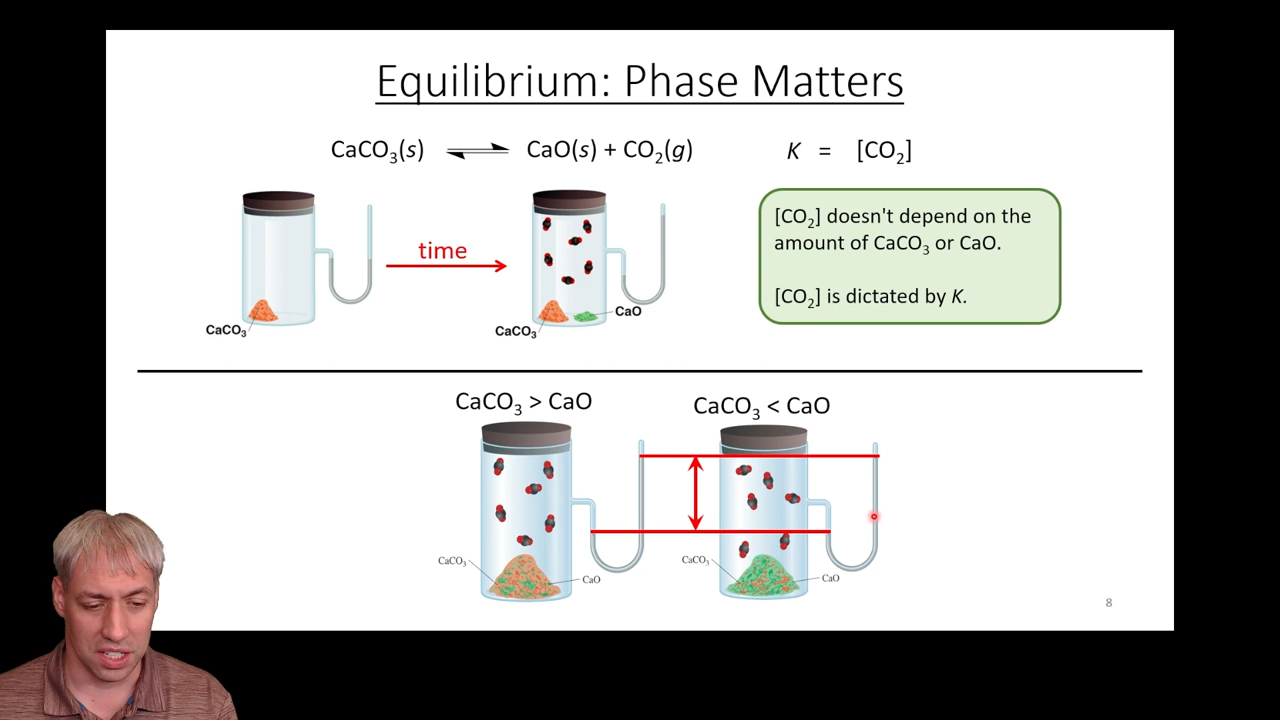 Equilibrium: Phase Matters
CaCO₃(s) ⇌ CaO(s) + CO₂(g)
K = [CO₂]
time
CaCO₃
CaO
CaCO₃
[CO₂] doesn't depend on the
amount of CaCO₃ or CaO.
[CO₂] is dictated by K.
CaCO₃ > CaO
CaCO₃ < CaO
CaCO₃
CaO
CaCO₃
CaO
8